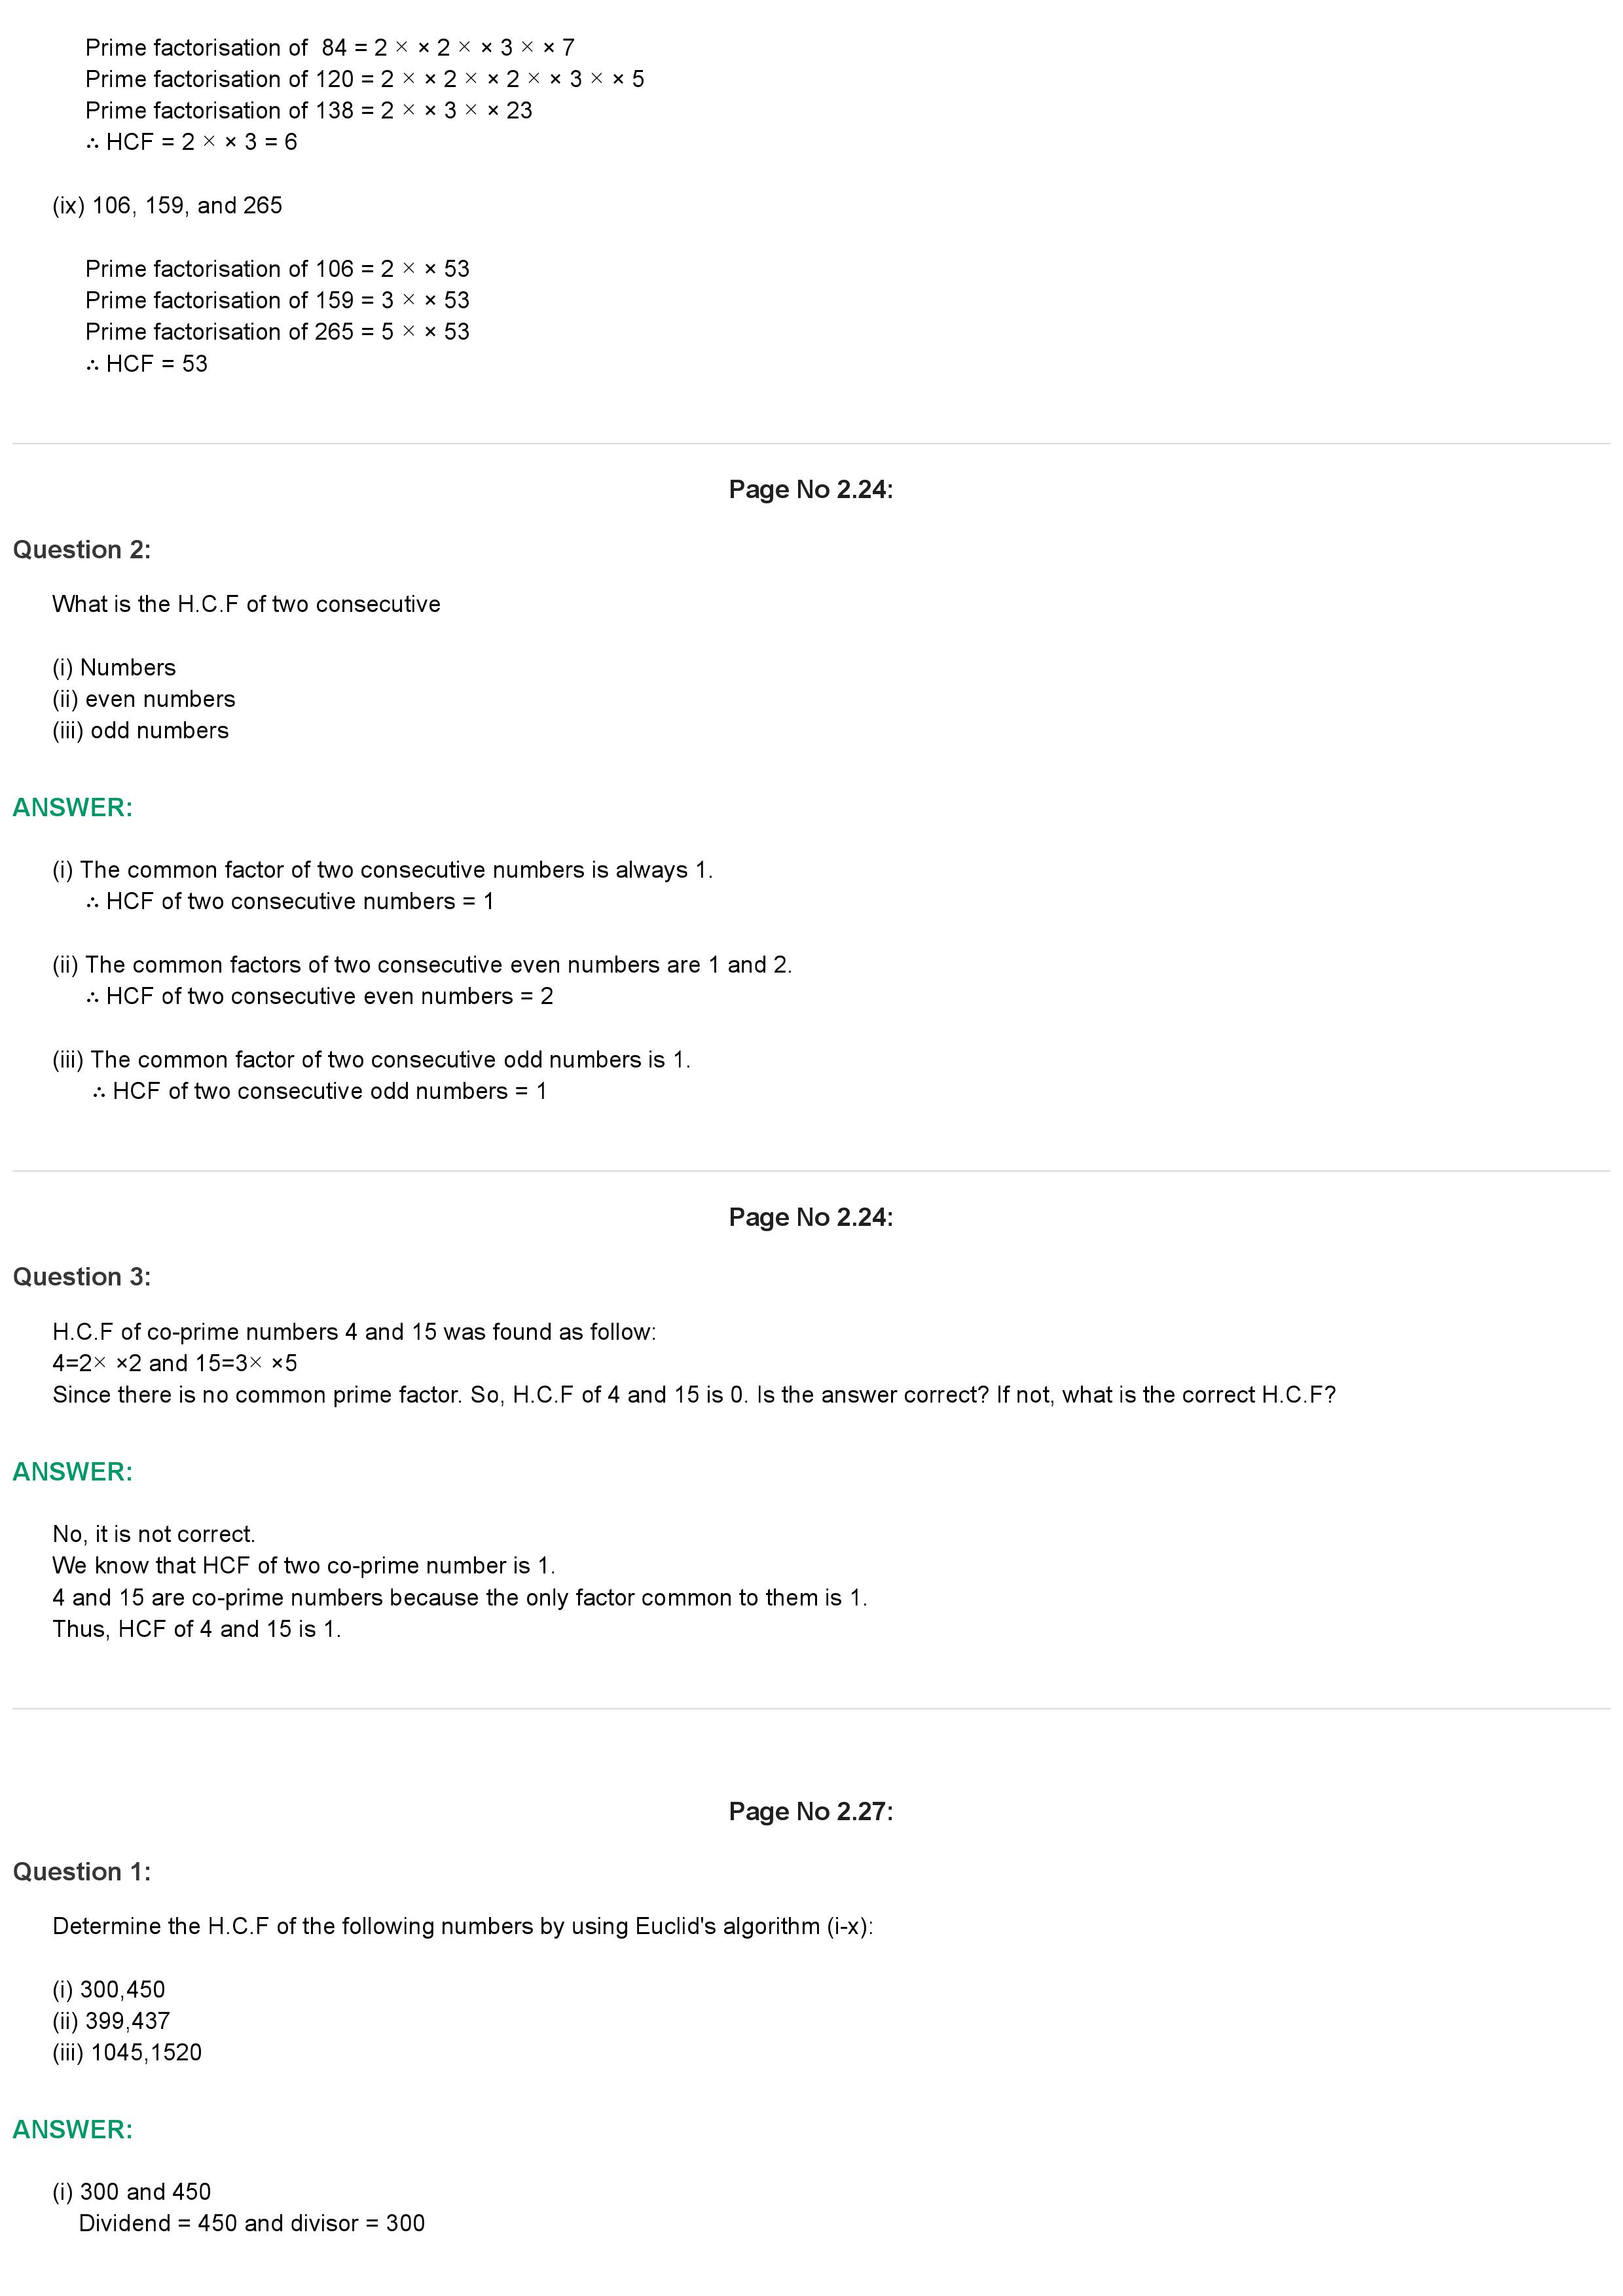 Prime factorisation of  84 = 2 × × 2 × × 3 × × 7
Prime factorisation of 120 = 2 × × 2 × × 2 × × 3 × × 5
Prime factorisation of 138 = 2 × × 3 × × 23
∴ HCF = 2 × × 3 = 6
(ix) 106, 159, and 265
Prime factorisation of 106 = 2 × × 53
Prime factorisation of 159 = 3 × × 53
Prime factorisation of 265 = 5 × × 53
∴ HCF = 53
Page No 2.24:
Question 2:
What is the H.C.F of two consecutive
(i) Numbers
(ii) even numbers
(iii) odd numbers
ANSWER:
(i) The common factor of two consecutive numbers is always 1.
∴ HCF of two consecutive numbers = 1
(ii) The common factors of two consecutive even numbers are 1 and 2.
∴ HCF of two consecutive even numbers = 2
(iii) The common factor of two consecutive odd numbers is 1.
∴ HCF of two consecutive odd numbers = 1
Page No 2.24:
Question 3:
H.C.F of co-prime numbers 4 and 15 was found as follow:
4=2× ×2 and 15=3× ×5
Since there is no common prime factor. So, H.C.F of 4 and 15 is 0. Is the answer correct? If not, what is the correct H.C.F?
ANSWER:
No, it is not correct.
We know that HCF of two co-prime number is 1.
4 and 15 are co-prime numbers because the only factor common to them is 1.
Thus, HCF of 4 and 15 is 1.
Page No 2.27:
Question 1:
Determine the H.C.F of the following numbers by using Euclid's algorithm (i-x):
(i) 300,450
(ii) 399,437
(iii) 1045,1520
ANSWER:
(i) 300 and 450
Dividend = 450 and divisor = 300